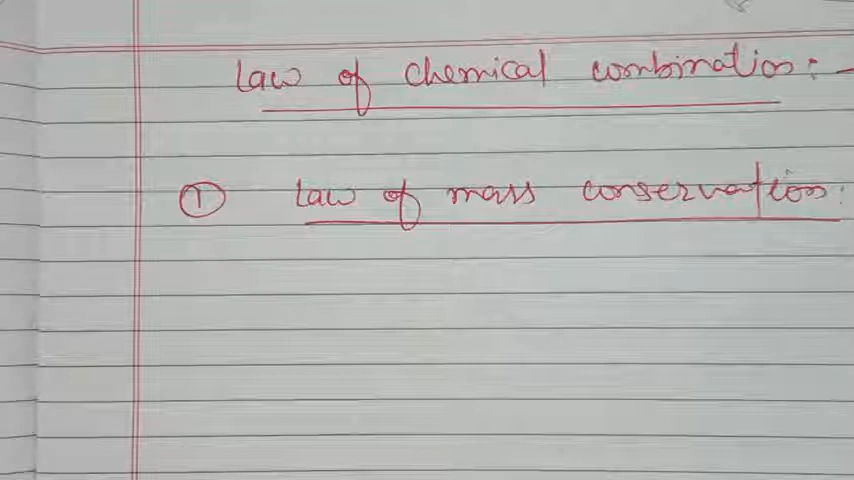 Law of chemical combination :-
① Law of mass conservation :